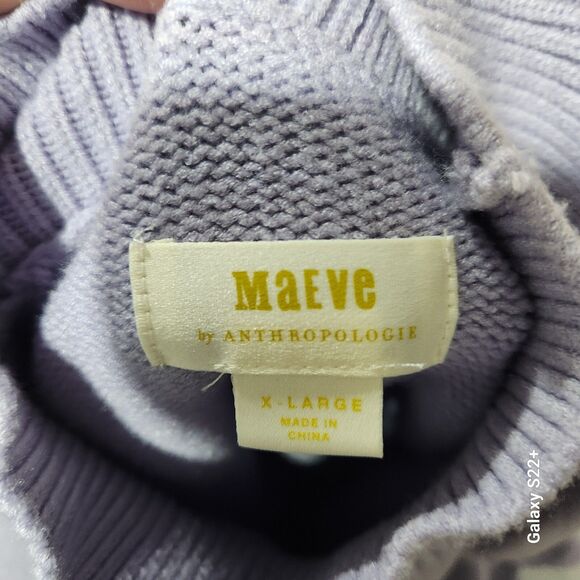 MaEVe
by ANTHROPOLOGIE
X-LARGE
MADE IN
CHINA
Galaxy S22+